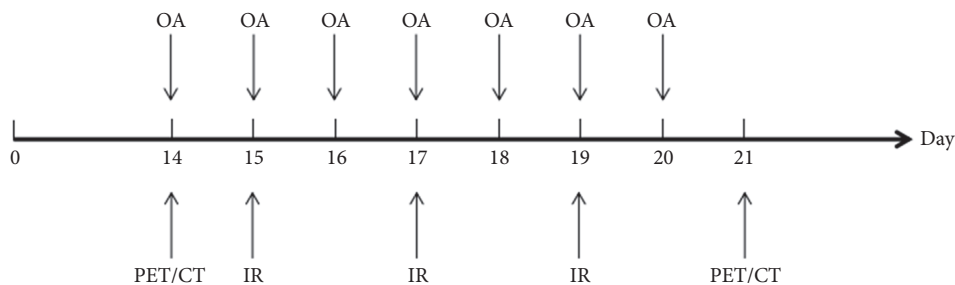 OA OA OA OA OA OA OA
Day
0 14 15 16 17 18 19 20 21
PET/CT IR IR IR PET/CT